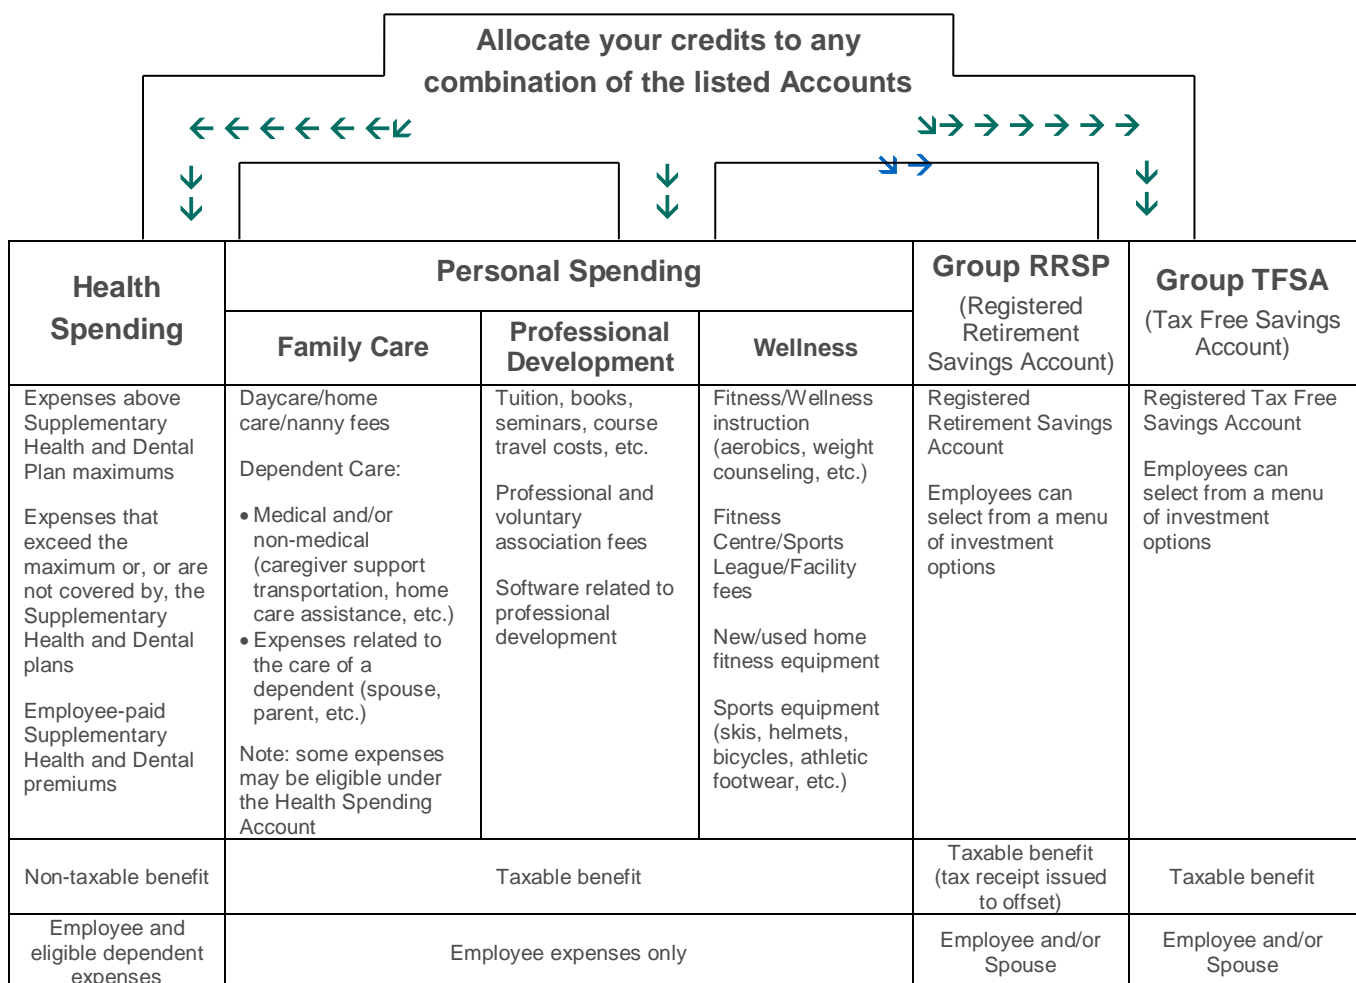 Allocate your credits to any
combination of the listed Accounts
Health
Spending
Personal Spending
Group RRSP
(Registered
Retirement
Savings Account)
Group TFSA
(Tax Free Savings
Account)
Family Care
Professional
Development
Wellness
Expenses above
Supplementary
Health and Dental
Plan maximums
Expenses that
exceed the
maximum or, or are
not covered by, the
Supplementary
Health and Dental
plans
Employee-paid
Supplementary
Health and Dental
premiums
Daycare/home
care/nanny fees
Dependent Care:
• Medical and/or
non-medical
(caregiver support
transportation, home
care assistance, etc.)
• Expenses related to
the care of a
dependent (spouse,
parent, etc.)
Note: some expenses
may be eligible under
the Health Spending
Account
Tuition, books,
seminars, course
travel costs, etc.
Professional and
voluntary
association fees
Software related to
professional
development
Fitness/Wellness
instruction
(aerobics, weight
counseling, etc.)
Fitness
Centre/Sports
League/Facility
fees
New/used home
fitness equipment
Sports equipment
(skis, helmets,
bicycles, athletic
footwear, etc.)
Registered
Retirement Savings
Account
Employees can
select from a menu
of investment
options
Registered Tax Free
Savings Account
Employees can
select from a menu
of investment
options
Non-taxable benefit
Taxable benefit
Taxable benefit
(tax receipt issued
to offset)
Taxable benefit
Employee and
eligible dependent
expenses
Employee expenses only
Employee and/or
Spouse
Employee and/or
Spouse